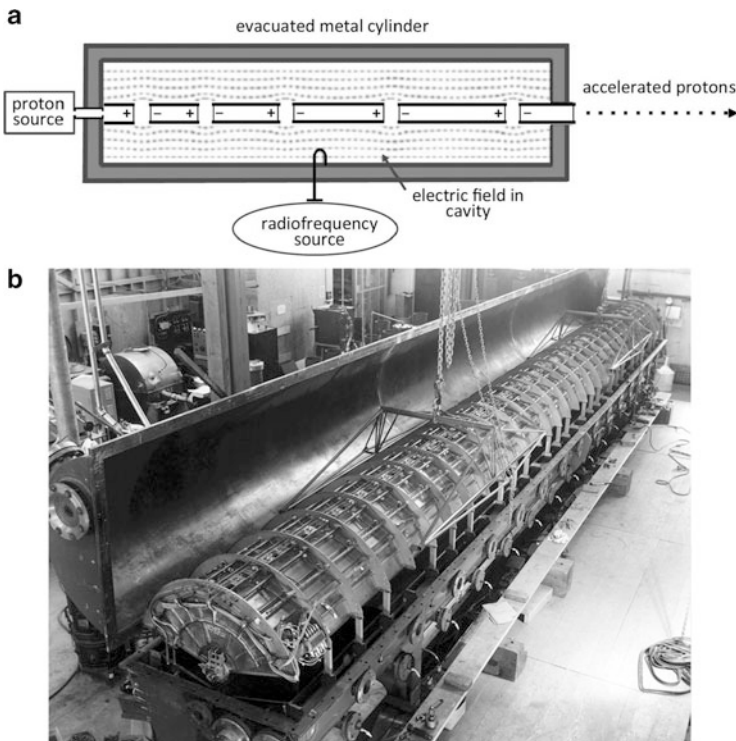 a
evacuated metal cylinder
proton
source
accelerated protons
+ − + − + − + − + −
electric field in
cavity
radiofrequency
source
b